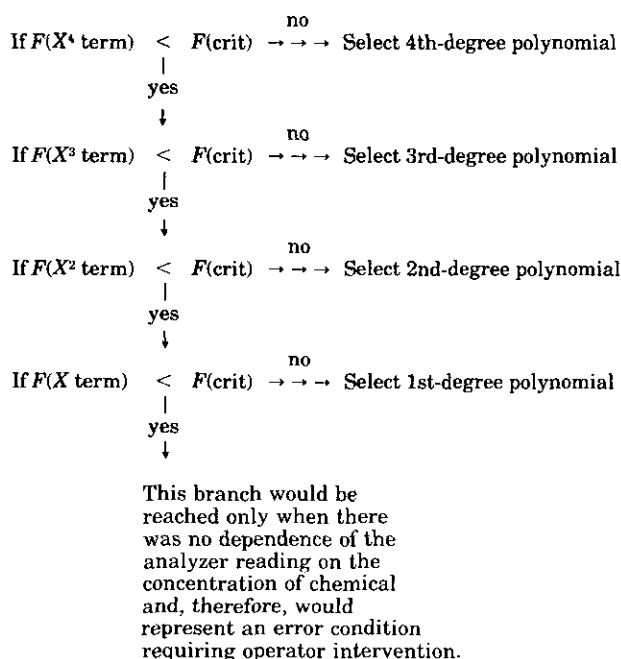 no
If F(X⁴ term) < F(crit) → → → Select 4th-degree polynomial
|
yes
↓
no
If F(X³ term) < F(crit) → → → Select 3rd-degree polynomial
|
yes
↓
no
If F(X² term) < F(crit) → → → Select 2nd-degree polynomial
|
yes
↓
no
If F(X term) < F(crit) → → → Select 1st-degree polynomial
|
yes
↓
This branch would be
reached only when there
was no dependence of the
analyzer reading on the
concentration of chemical
and, therefore, would
represent an error condition
requiring operator intervention.